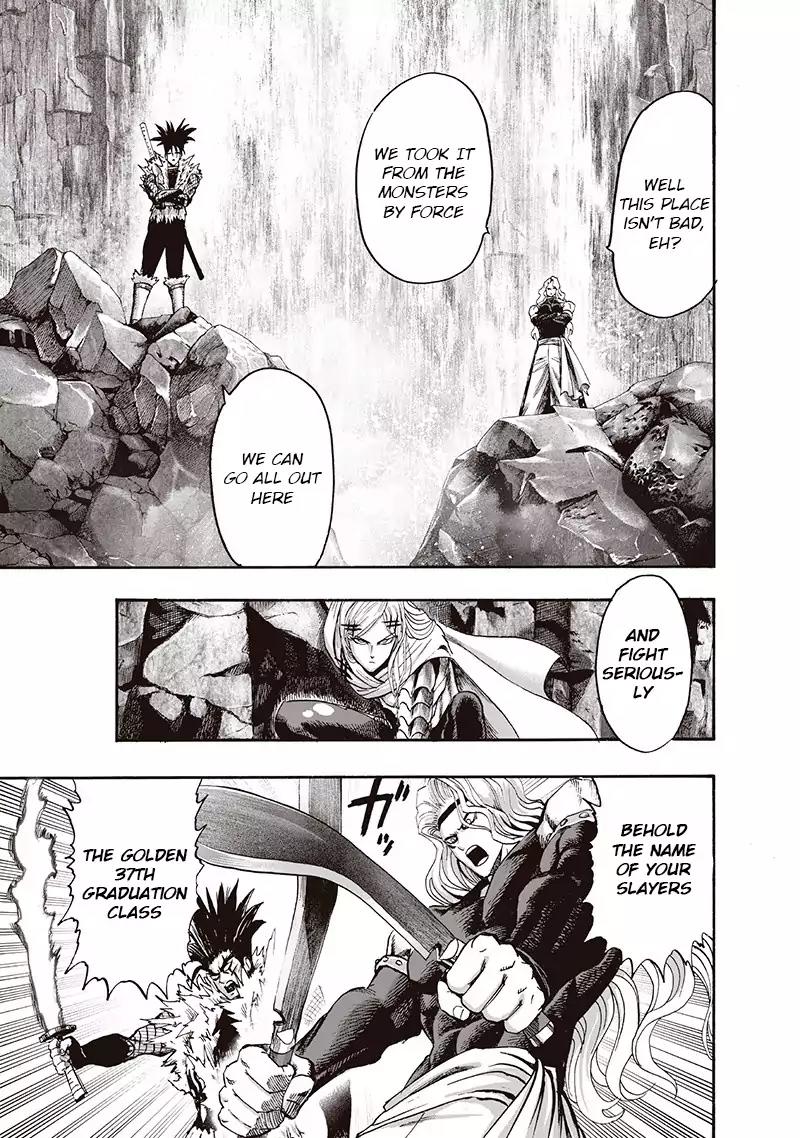 WELL
THIS PLACE
ISN'T BAD,
EH?
WE TOOK IT
FROM THE
MONSTERS
BY FORCE
WE CAN
GO ALL OUT
HERE
AND
FIGHT
SERIOUS-
LY
BEHOLD
THE NAME
OF YOUR
SLAYERS
ガ
THE GOLDEN
37TH
GRADUATION
CLASS